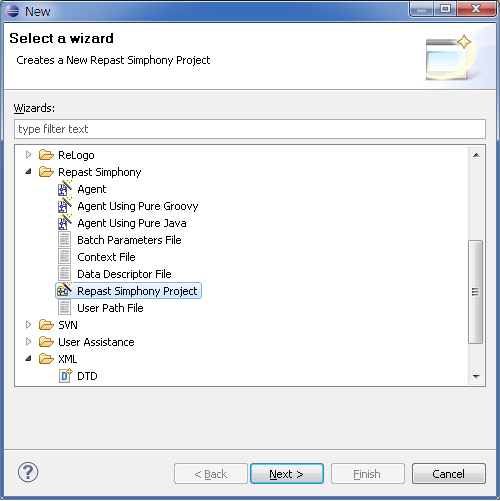 New
Select a wizard
Creates a New Repast Simphony Project
Wizards:
type filter text
ReLogo
Repast Simphony
Agent
Agent Using Pure Groovy
Agent Using Pure Java
Batch Parameters File
Context File
Data Descriptor File
Repast Simphony Project
User Path File
SVN
User Assistance
XML
DTD
< Back Next > Finish Cancel